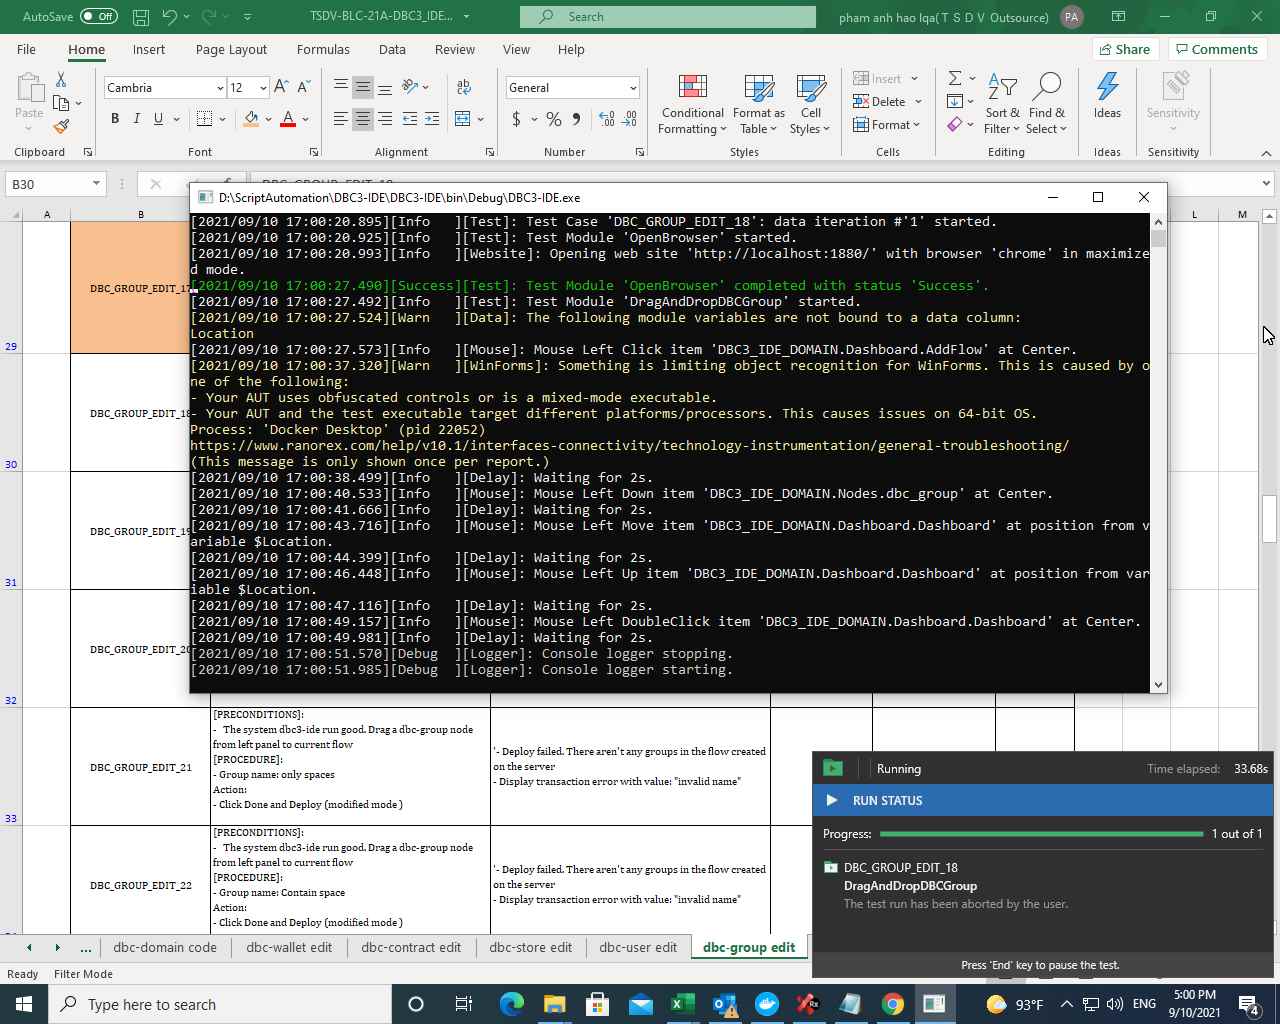 AutoSave Off TSDV-BLC-21A-DBC3_IDE... Search pham anh hao lqa(T S D V Outsource) PA
File Home Insert Page Layout Formulas Data Review View Help Share Comments
Paste Cambria 12 General Conditional Formatting Format as Table Cell Styles Insert Delete Format Sort & Filter Find & Select Ideas Sensitivity
Clipboard Font Alignment Number Styles Cells Editing Ideas Sensitivity
B30
A B L M
D:\ScriptAutomation\DBC3-IDE\DBC3-IDE\bin\Debug\DBC3-IDE.exe
[2021/09/10 17:00:20.895][Info   ][Test]: Test Case 'DBC_GROUP_EDIT_18': data iteration #'1' started.
[2021/09/10 17:00:20.925][Info   ][Test]: Test Module 'OpenBrowser' started.
[2021/09/10 17:00:20.993][Info   ][Website]: Opening web site 'http://localhost:1880/' with browser 'chrome' in maximize
d mode.
[2021/09/10 17:00:27.490][Success][Test]: Test Module 'OpenBrowser' completed with status 'Success'.
[2021/09/10 17:00:27.492][Info   ][Test]: Test Module 'DragAndDropDBCGroup' started.
[2021/09/10 17:00:27.524][Warn   ][Data]: The following module variables are not bound to a data column:
Location
[2021/09/10 17:00:27.573][Info   ][Mouse]: Mouse Left Click item 'DBC3_IDE_DOMAIN.Dashboard.AddFlow' at Center.
[2021/09/10 17:00:37.320][Warn   ][WinForms]: Something is limiting object recognition for WinForms. This is caused by o
ne of the following:
- Your AUT uses obfuscated controls or is a mixed-mode executable.
- Your AUT and the test executable target different platforms/processors. This causes issues on 64-bit OS.
Process: 'Docker Desktop' (pid 22052)
https://www.ranorex.com/help/v10.1/interfaces-connectivity/technology-instrumentation/general-troubleshooting/
(This message is only shown once per report.)
[2021/09/10 17:00:38.499][Info   ][Delay]: Waiting for 2s.
[2021/09/10 17:00:40.533][Info   ][Mouse]: Mouse Left Down item 'DBC3_IDE_DOMAIN.Nodes.dbc_group' at Center.
[2021/09/10 17:00:41.666][Info   ][Delay]: Waiting for 2s.
[2021/09/10 17:00:43.716][Info   ][Mouse]: Mouse Left Move item 'DBC3_IDE_DOMAIN.Dashboard.Dashboard' at position from v
ariable $Location.
[2021/09/10 17:00:44.399][Info   ][Delay]: Waiting for 2s.
[2021/09/10 17:00:46.448][Info   ][Mouse]: Mouse Left Up item 'DBC3_IDE_DOMAIN.Dashboard.Dashboard' at position from var
iable $Location.
[2021/09/10 17:00:47.116][Info   ][Delay]: Waiting for 2s.
[2021/09/10 17:00:49.157][Info   ][Mouse]: Mouse Left DoubleClick item 'DBC3_IDE_DOMAIN.Dashboard.Dashboard' at Center.
[2021/09/10 17:00:49.981][Info   ][Delay]: Waiting for 2s.
[2021/09/10 17:00:51.570][Debug  ][Logger]: Console logger stopping.
[2021/09/10 17:00:51.985][Debug  ][Logger]: Console logger starting.
29 DBC_GROUP_EDIT_17
30 DBC_GROUP_EDIT_18
31 DBC_GROUP_EDIT_19
32 DBC_GROUP_EDIT_20
33 DBC_GROUP_EDIT_21
[PRECONDITIONS]:
-   The system dbc3-ide run good. Drag a dbc-group node
from left panel to current flow
[PROCEDURE]:
- Group name: only spaces
Action:
- Click Done and Deploy (modified mode )
'- Deploy failed. There aren't any groups in the flow created
on the server
- Display transaction error with value: "invalid name"
DBC_GROUP_EDIT_22
[PRECONDITIONS]:
-   The system dbc3-ide run good. Drag a dbc-group node
from left panel to current flow
[PROCEDURE]:
- Group name: Contain space
Action:
- Click Done and Deploy (modified mode )
'- Deploy failed. There aren't any groups in the flow created
on the server
- Display transaction error with value: "invalid name"
Running Time elapsed: 33.68s
RUN STATUS
Progress: 1 out of 1
DBC_GROUP_EDIT_18
DragAndDropDBCGroup
The test run has been aborted by the user.
Press 'End' key to pause the test.
... dbc-domain code dbc-wallet edit dbc-contract edit dbc-store edit dbc-user edit dbc-group edit
Ready Filter Mode
Type here to search 93°F ENG 5:00 PM 4
9/10/2021